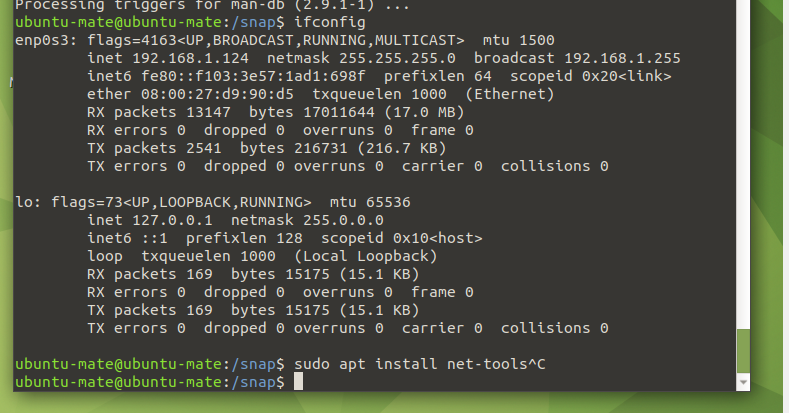 Processing triggers for man-db (2.9.1-1) ...
ubuntu-mate@ubuntu-mate:/snap$ ifconfig
enp0s3: flags=4163<UP,BROADCAST,RUNNING,MULTICAST>  mtu 1500
        inet 192.168.1.124  netmask 255.255.255.0  broadcast 192.168.1.255
        inet6 fe80::f103:3e57:1ad1:698f  prefixlen 64  scopeid 0x20<link>
        ether 08:00:27:d9:90:d5  txqueuelen 1000  (Ethernet)
        RX packets 13147  bytes 17011644 (17.0 MB)
        RX errors 0  dropped 0  overruns 0  frame 0
        TX packets 2541  bytes 216731 (216.7 KB)
        TX errors 0  dropped 0 overruns 0  carrier 0  collisions 0

lo: flags=73<UP,LOOPBACK,RUNNING>  mtu 65536
        inet 127.0.0.1  netmask 255.0.0.0
        inet6 ::1  prefixlen 128  scopeid 0x10<host>
        loop  txqueuelen 1000  (Local Loopback)
        RX packets 169  bytes 15175 (15.1 KB)
        RX errors 0  dropped 0  overruns 0  frame 0
        TX packets 169  bytes 15175 (15.1 KB)
        TX errors 0  dropped 0 overruns 0  carrier 0  collisions 0

ubuntu-mate@ubuntu-mate:/snap$ sudo apt install net-tools^C
ubuntu-mate@ubuntu-mate:/snap$